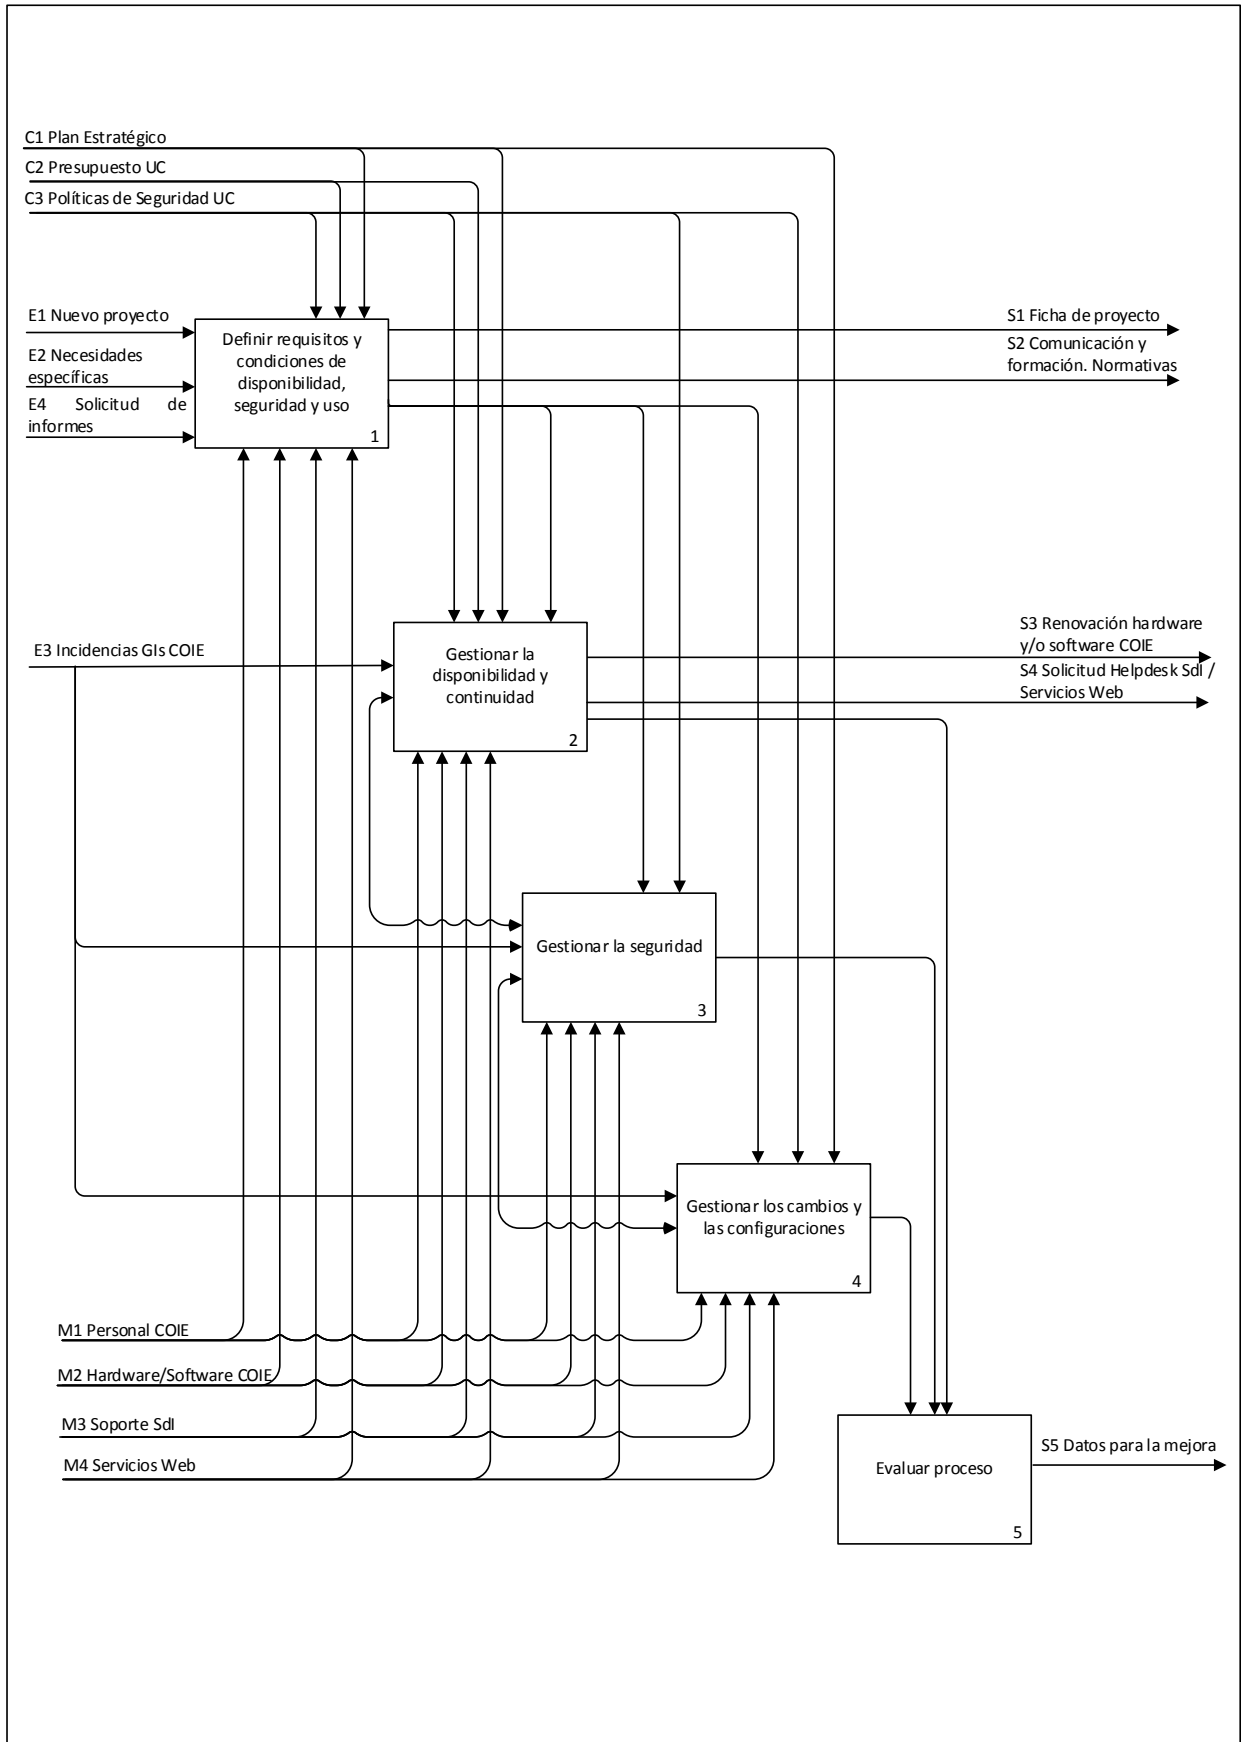 C1 Plan Estratégico
C2 Presupuesto UC
C3 Políticas de Seguridad UC
E1 Nuevo proyecto
E2 Necesidades
específicas
E4 Solicitud de
informes
Definir requisitos y
condiciones de
disponibilidad,
seguridad y uso
1
S1 Ficha de proyecto
S2 Comunicación y
formación. Normativas
E3 Incidencias GIs COIE
Gestionar la
disponibilidad y
continuidad
2
S3 Renovación hardware
y/o software COIE
S4 Solicitud Helpdesk SdI /
Servicios Web
Gestionar la seguridad
3
Gestionar los cambios y
las configuraciones
4
M1 Personal COIE
M2 Hardware/Software COIE
M3 Soporte SdI
M4 Servicios Web
Evaluar proceso
5
S5 Datos para la mejora